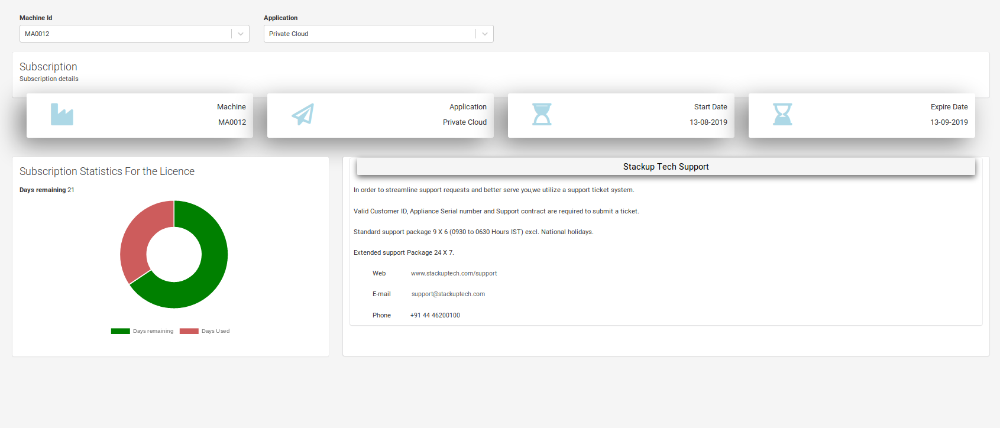 Machine Id
Application
MA0012
Private Cloud
Subscription
Subscription details
Machine
MA0012
Application
Private Cloud
Start Date
13-08-2019
Expire Date
13-09-2019
Subscription Statistics For the Licence
Days remaining 21
Days remaining
Days Used
Stackup Tech Support
In order to streamline support requests and better serve you,we utilize a support ticket system.
Valid Customer ID, Appliance Serial number and Support contract are required to submit a ticket.
Standard support package 9 X 6 (0930 to 0630 Hours IST) excl. National holidays.
Extended support Package 24 X 7.
Web www.stackuptech.com/support
E-mail support@stackuptech.com
Phone +91 44 46200100